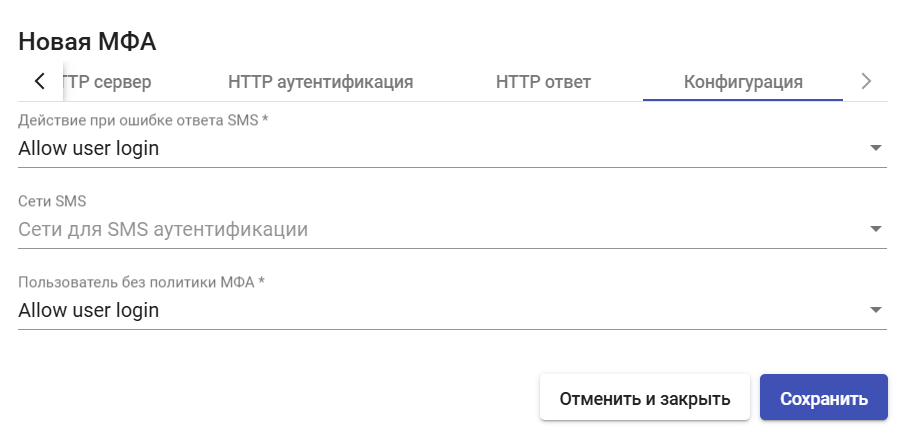 Новая МФА
сервер HTTP аутентификация HTTP ответ Конфигурация
Действие при ошибке ответа SMS *
Allow user login
Сети SMS
Сети для SMS аутентификации
Пользователь без политики МФА *
Allow user login
Отменить и закрыть Сохранить